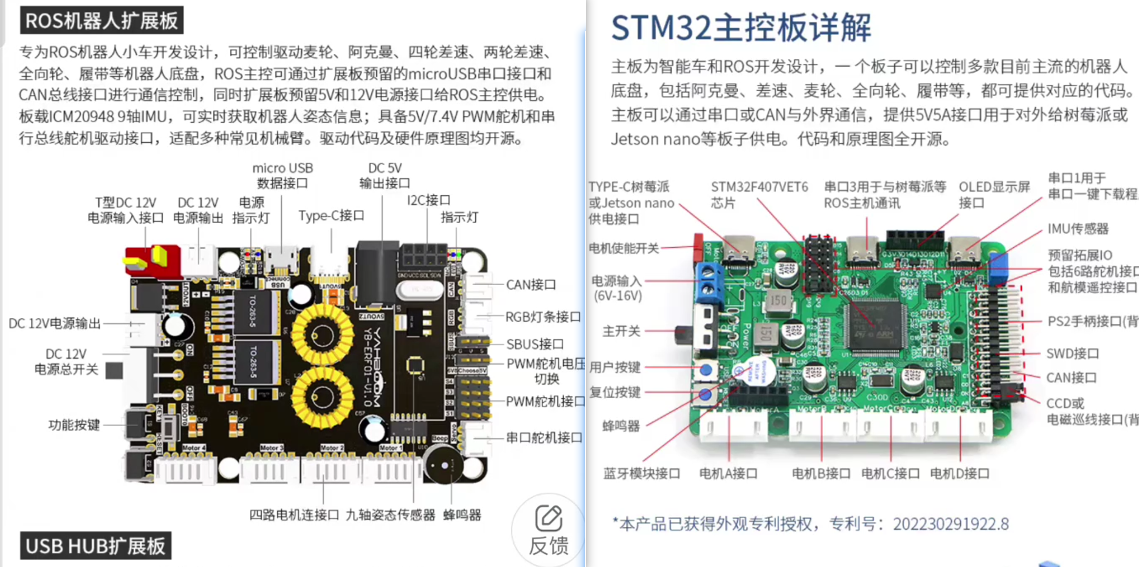 ROS机器人扩展板
专为ROS机器人小车开发设计，可控制驱动麦轮、阿克曼、四轮差速、两轮差速、
全向轮、履带等机器人底盘，ROS主控可通过扩展板预留的microUSB串口接口和
CAN总线接口进行通信控制，同时扩展板预留5V和12V电源接口给ROS主控供电。
板载ICM20948 9轴IMU，可实时获取机器人姿态信息；具备5V/7.4V PWM舵机和串
行总线舵机驱动接口，适配多种常见机械臂。驱动代码及硬件原理图均开源。
micro USB
数据接口
DC 5V
输出接口
T型DC 12V
电源输入接口
DC 12V
电源输出
电源
指示灯
Type-C接口
I2C接口
指示灯
CAN接口
RGB灯条接口
SBUS接口
PWM舵机电压
切换
PWM舵机接口
串口舵机接口
DC 12V电源输出
DC 12V
电源总开关
功能按键
TO-263-5
TO-263-5
YAHBOOM
YB-ERF01-V1.0
Motor 4
Motor 3
Motor 2
Motor 1
Beep
四路电机连接口
九轴姿态传感器
蜂鸣器
反馈
USB HUB扩展板
STM32主控板详解
主板为智能车和ROS开发设计，一个板子可以控制多款目前主流的机器人
底盘，包括阿克曼、差速、麦轮、全向轮、履带等，都可提供对应的代码。
主板可以通过串口或CAN与外界通信，提供5V5A接口用于对外给树莓派或
Jetson nano等板子供电。代码和原理图全开源。
TYPE-C树莓派
或Jetson nano
供电接口
STM32F407VET6
芯片
串口3用于与树莓派等
ROS主机通讯
OLED显示屏
接口
串口1用于
串口一键下载程
IMU传感器
预留拓展IO
包括6路舵机接口
和航模遥控接口
PS2手柄接口(背
SWD接口
CAN接口
CCD或
电磁巡线接口(背
电机使能开关
电源输入
(6V-16V)
主开关
用户按键
复位按键
蜂鸣器
蓝牙模块接口
Power
150
C30D
电机A接口
电机B接口
电机C接口
电机D接口
*本产品已获得外观专利授权，专利号：202230291922.8